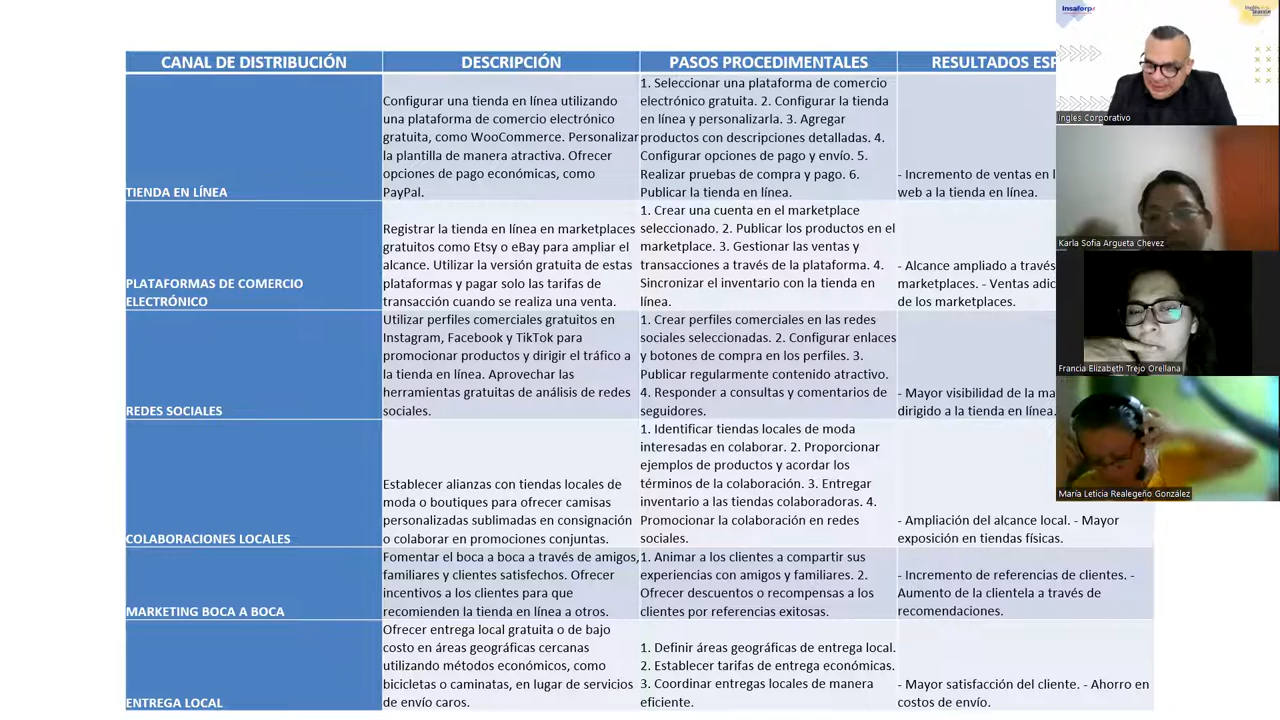 CANAL DE DISTRIBUCIÓN
DESCRIPCIÓN
PASOS PROCEDIMENTALES
RESULTADOS ESP
TIENDA EN LÍNEA
Configurar una tienda en línea utilizando
una plataforma de comercio electrónico
gratuita, como WooCommerce. Personalizar
la plantilla de manera atractiva. Ofrecer
opciones de pago económicas, como
PayPal.
1. Seleccionar una plataforma de comercio
electrónico gratuita. 2. Configurar la tienda
en línea y personalizarla. 3. Agregar
productos con descripciones detalladas. 4.
Configurar opciones de pago y envío. 5.
Realizar pruebas de compra y pago. 6.
Publicar la tienda en línea.
- Incremento de ventas en l
web a la tienda en línea.
PLATAFORMAS DE COMERCIO
ELECTRÓNICO
Registrar la tienda en línea en marketplaces
gratuitos como Etsy o eBay para ampliar el
alcance. Utilizar la versión gratuita de estas
plataformas y pagar solo las tarifas de
transacción cuando se realiza una venta.
1. Crear una cuenta en el marketplace
seleccionado. 2. Publicar los productos en el
marketplace. 3. Gestionar las ventas y
transacciones a través de la plataforma. 4.
Sincronizar el inventario con la tienda en
línea.
- Alcance ampliado a través
marketplaces. - Ventas adic
de los marketplaces.
REDES SOCIALES
Utilizar perfiles comerciales gratuitos en
Instagram, Facebook y TikTok para
promocionar productos y dirigir el tráfico a
la tienda en línea. Aprovechar las
herramientas gratuitas de análisis de redes
sociales.
1. Crear perfiles comerciales en las redes
sociales seleccionadas. 2. Configurar enlaces
y botones de compra en los perfiles. 3.
Publicar regularmente contenido atractivo.
4. Responder a consultas y comentarios de
seguidores.
- Mayor visibilidad de la ma
dirigido a la tienda en línea.
COLABORACIONES LOCALES
Establecer alianzas con tiendas locales de
moda o boutiques para ofrecer camisas
personalizadas sublimadas en consignación
o colaborar en promociones conjuntas.
1. Identificar tiendas locales de moda
interesadas en colaborar. 2. Proporcionar
ejemplos de productos y acordar los
términos de la colaboración. 3. Entregar
inventario a las tiendas colaboradoras. 4.
Promocionar la colaboración en redes
sociales.
- Ampliación del alcance local. - Mayor
exposición en tiendas físicas.
MARKETING BOCA A BOCA
Fomentar el boca a boca a través de amigos,
familiares y clientes satisfechos. Ofrecer
incentivos a los clientes para que
recomienden la tienda en línea a otros.
1. Animar a los clientes a compartir sus
experiencias con amigos y familiares. 2.
Ofrecer descuentos o recompensas a los
clientes por referencias exitosas.
- Incremento de referencias de clientes. -
Aumento de la clientela a través de
recomendaciones.
ENTREGA LOCAL
Ofrecer entrega local gratuita o de bajo
costo en áreas geográficas cercanas
utilizando métodos económicos, como
bicicletas o caminatas, en lugar de servicios
de envío caros.
1. Definir áreas geográficas de entrega local.
2. Establecer tarifas de entrega económicas.
3. Coordinar entregas locales de manera
eficiente.
- Mayor satisfacción del cliente. - Ahorro en
costos de envío.
Insaforp
Ingles Corporativo
Karla Sofia Argueta Chevez
Francia Elizabeth Trejo Orellana
María Leticia Realegeño González